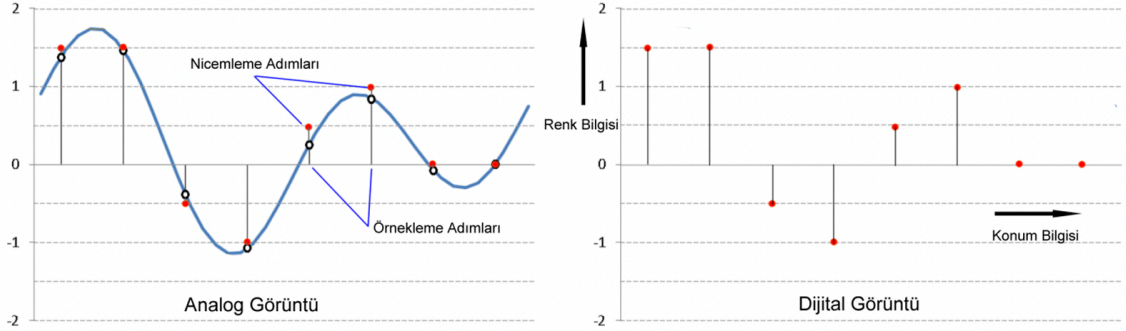 2
1
0
-1
-2
Nicemleme Adımları
Örnekleme Adımları
Analog Görüntü
2
1
0
-1
-2
Renk Bilgisi
Konum Bilgisi
Dijital Görüntü